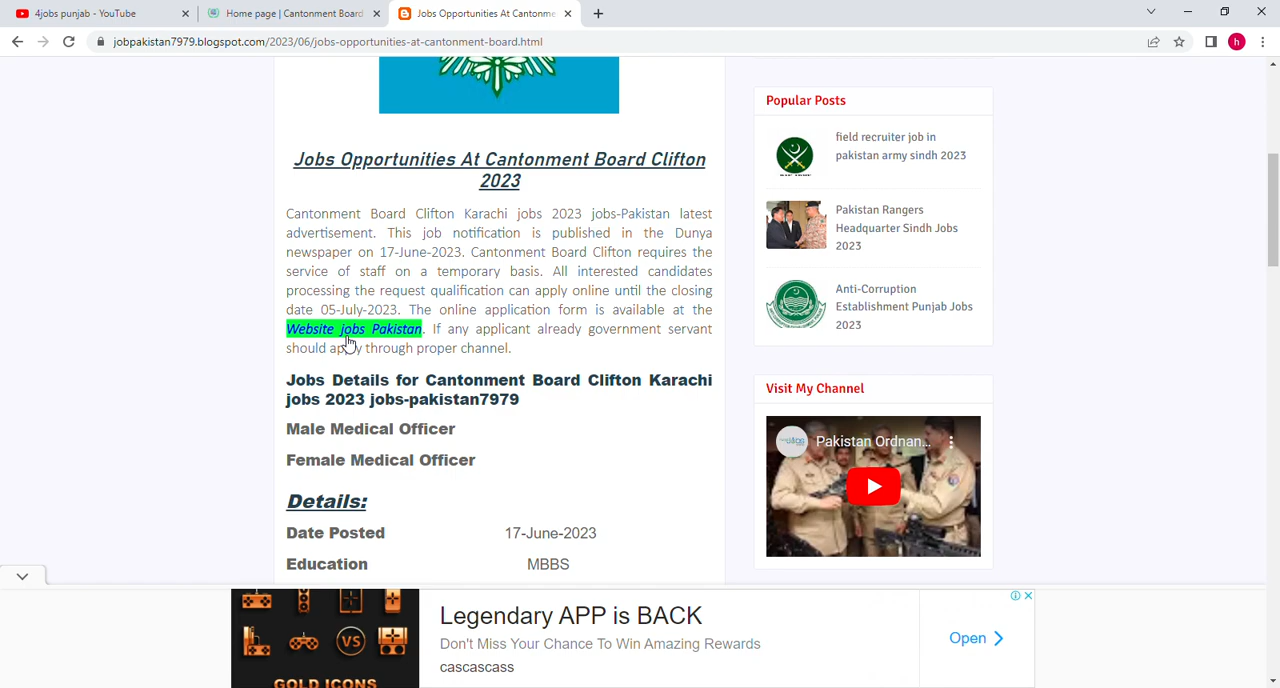 4jobs punjab - YouTube
Home page | Cantonment Board
Jobs Opportunities At Cantonme
jobpakistan7979.blogspot.com/2023/06/jobs-opportunities-at-cantonment-board.html
h
Jobs Opportunities At Cantonment Board Clifton
2023
Cantonment Board Clifton Karachi jobs 2023 jobs-Pakistan latest
advertisement. This job notification is published in the Dunya
newspaper on 17-June-2023. Cantonment Board Clifton requires the
service of staff on a temporary basis. All interested candidates
processing the request qualification can apply online until the closing
date 05-July-2023. The online application form is available at the
Website jobs Pakistan. If any applicant already government servant
should apply through proper channel.
Jobs Details for Cantonment Board Clifton Karachi
jobs 2023 jobs-pakistan7979
Male Medical Officer
Female Medical Officer
Details:
Date Posted 17-June-2023
Education MBBS
Popular Posts
field recruiter job in
pakistan army sindh 2023
Pakistan Rangers
Headquarter Sindh Jobs
2023
Anti-Corruption
Establishment Punjab Jobs
2023
Visit My Channel
Pakistan Ordnan...
VS
GOLD ICONS
Legendary APP is BACK
Don't Miss Your Chance To Win Amazing Rewards
cascascass
Open